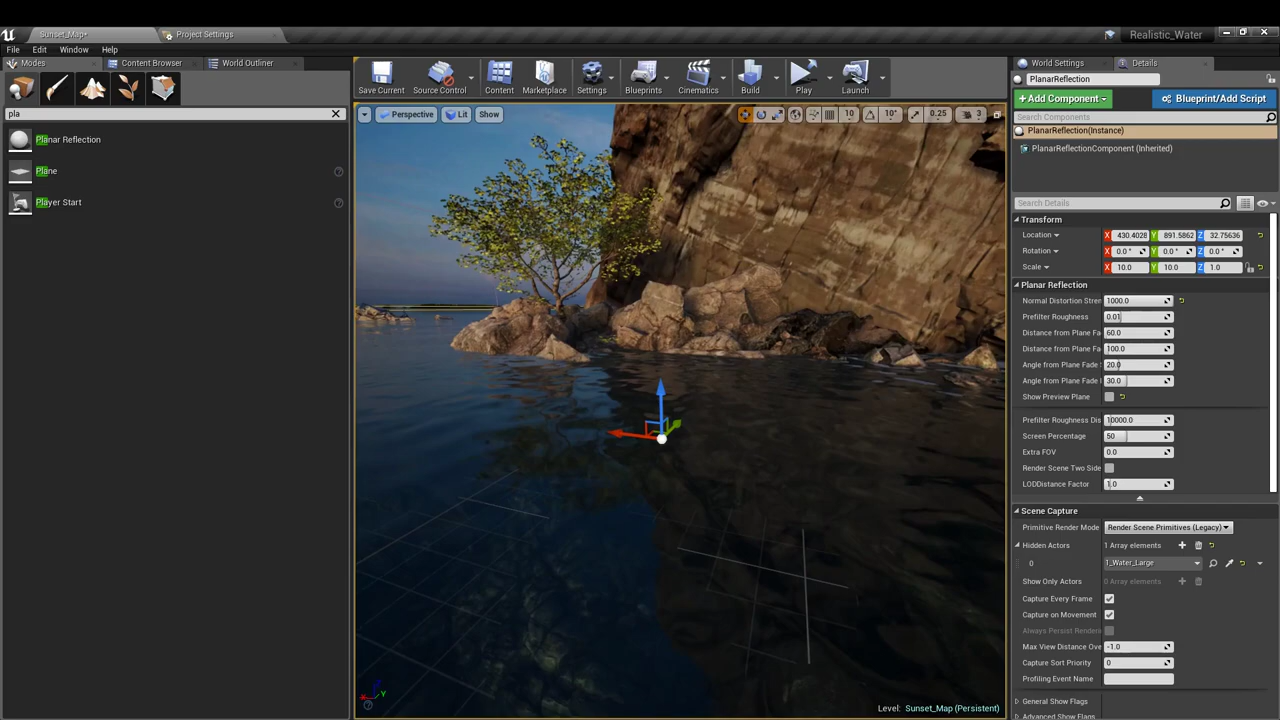 Sunset_Map•
Project Settings
Realistic_Water
File Edit Window Help
Modes Content Browser World Outliner
World Settings Details
pla
Planar Reflection
Plane
Player Start
Save Current Source Control Content Marketplace Settings Blueprints Cinematics Build Play Launch
Perspective Lit Show 10 10° 0.25 3
X Y
Level: Sunset_Map (Persistent)
PlanarReflection
+Add Component Blueprint/Add Script
Search Components
PlanarReflection(Instance)
PlanarReflectionComponent (Inherited)
Search Details
Transform
Location X 430.4028 Y 891.5862 Z 32.75636
Rotation X 0.0 ° Y 0.0 ° Z 0.0 °
Scale X 10.0 Y 10.0 Z 1.0
Planar Reflection
Normal Distortion Stren 1000.0
Prefilter Roughness 0.01
Distance from Plane Fa 60.0
Distance from Plane Fa 100.0
Angle from Plane Fade 20.0
Angle from Plane Fade 30.0
Show Preview Plane
Prefilter Roughness Dis 10000.0
Screen Percentage 50
Extra FOV 0.0
Render Scene Two Side
LODDistance Factor 1.0
Scene Capture
Primitive Render Mode Render Scene Primitives (Legacy)
Hidden Actors 1 Array elements
0 1_Water_Large
Show Only Actors 0 Array elements
Capture Every Frame
Capture on Movement
Always Persist Renderi
Max View Distance Ove -1.0
Capture Sort Priority 0
Profiling Event Name
General Show Flags
Advanced Show Flags